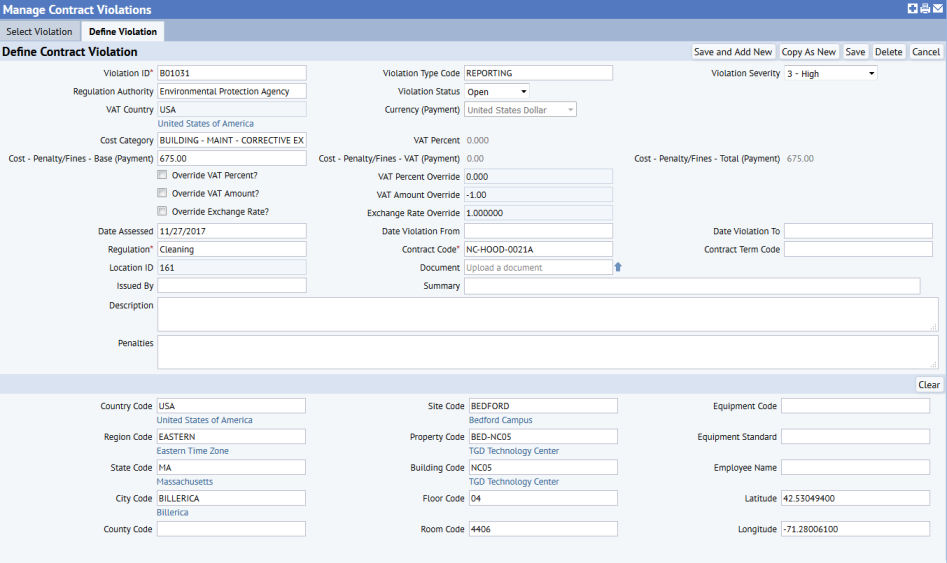 Manage Contract Violations
Select Violation Define Violation
Define Contract Violation Save and Add New Copy As New Save Delete Cancel
Violation ID* B01031 Violation Type Code REPORTING Violation Severity 3 - High
Regulation Authority Environmental Protection Agency Violation Status Open
VAT Country USA Currency (Payment) United States Dollar
United States of America
Cost Category BUILDING - MAINT - CORRECTIVE EX VAT Percent 0.000
Cost - Penalty/Fines - Base (Payment) 675.00 Cost - Penalty/Fines - VAT (Payment) 0.00 Cost - Penalty/Fines - Total (Payment) 675.00
Override VAT Percent? VAT Percent Override 0.000
Override VAT Amount? VAT Amount Override -1.00
Override Exchange Rate? Exchange Rate Override 1.000000
Date Assessed 11/27/2017 Date Violation From Date Violation To
Regulation* Cleaning Contract Code* NC-HOOD-0021A Contract Term Code
Location ID 161 Document Upload a document
Issued By Summary
Description
Penalties
Clear
Country Code USA Site Code BEDFORD Equipment Code
United States of America Bedford Campus
Region Code EASTERN Property Code BED-NC05 Equipment Standard
Eastern Time Zone TGD Technology Center
State Code MA Building Code NC05 Employee Name
Massachusetts TGD Technology Center
City Code BILLERICA Floor Code 04 Latitude 42.53049400
Billerica
County Code Room Code 4406 Longitude -71.28006100